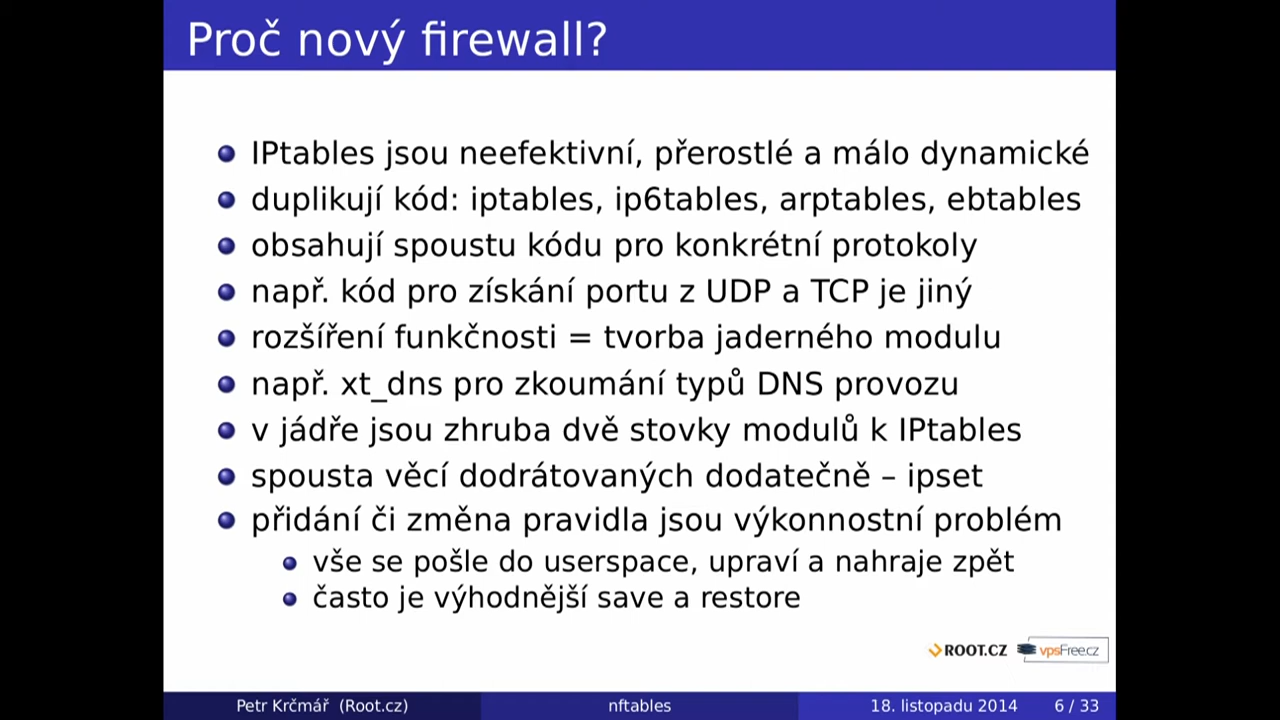 Proč nový firewall?
IPtables jsou neefektivní, přerostlé a málo dynamické
duplikují kód: iptables, ip6tables, arptables, ebtables
obsahují spoustu kódu pro konkrétní protokoly
např. kód pro získání portu z UDP a TCP je jiný
rozšíření funkčnosti = tvorba jaderného modulu
např. xt_dns pro zkoumání typů DNS provozu
v jádře jsou zhruba dvě stovky modulů k IPtables
spousta věcí dodrátovaných dodatečně – ipset
přidání či změna pravidla jsou výkonnostní problém
vše se pošle do userspace, upraví a nahraje zpět
často je výhodnější save a restore
ROOT.CZ vpsFree.cz
Petr Krčmář (Root.cz) nftables 18. listopadu 2014 6 / 33